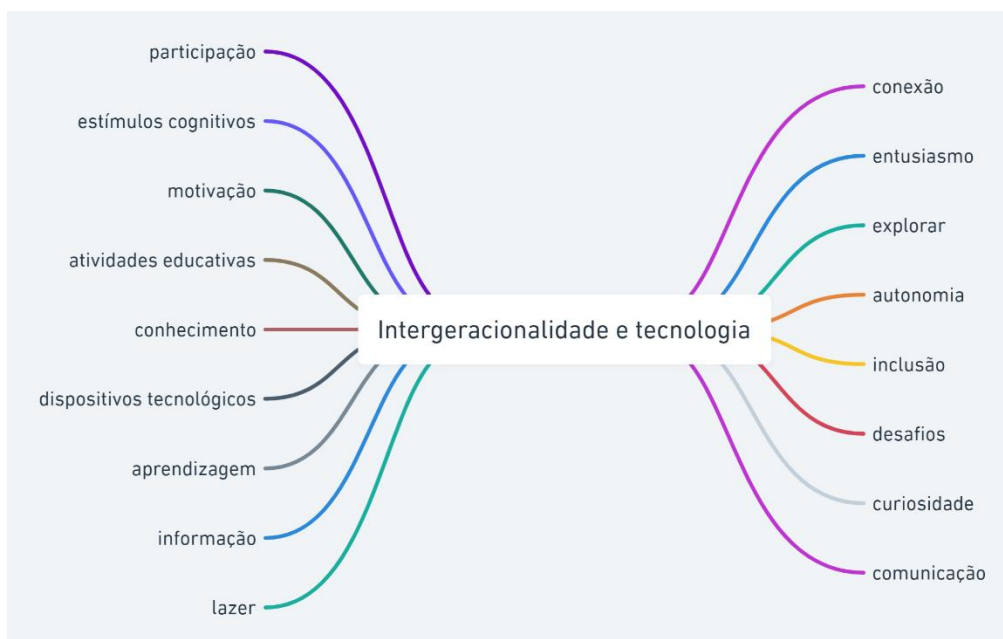 participação
estímulos cognitivos
motivação
atividades educativas
conhecimento
dispositivos tecnológicos
aprendizagem
informação
lazer
Intergeracionalidade e tecnologia
conexão
entusiasmo
explorar
autonomia
inclusão
desafios
curiosidade
comunicação